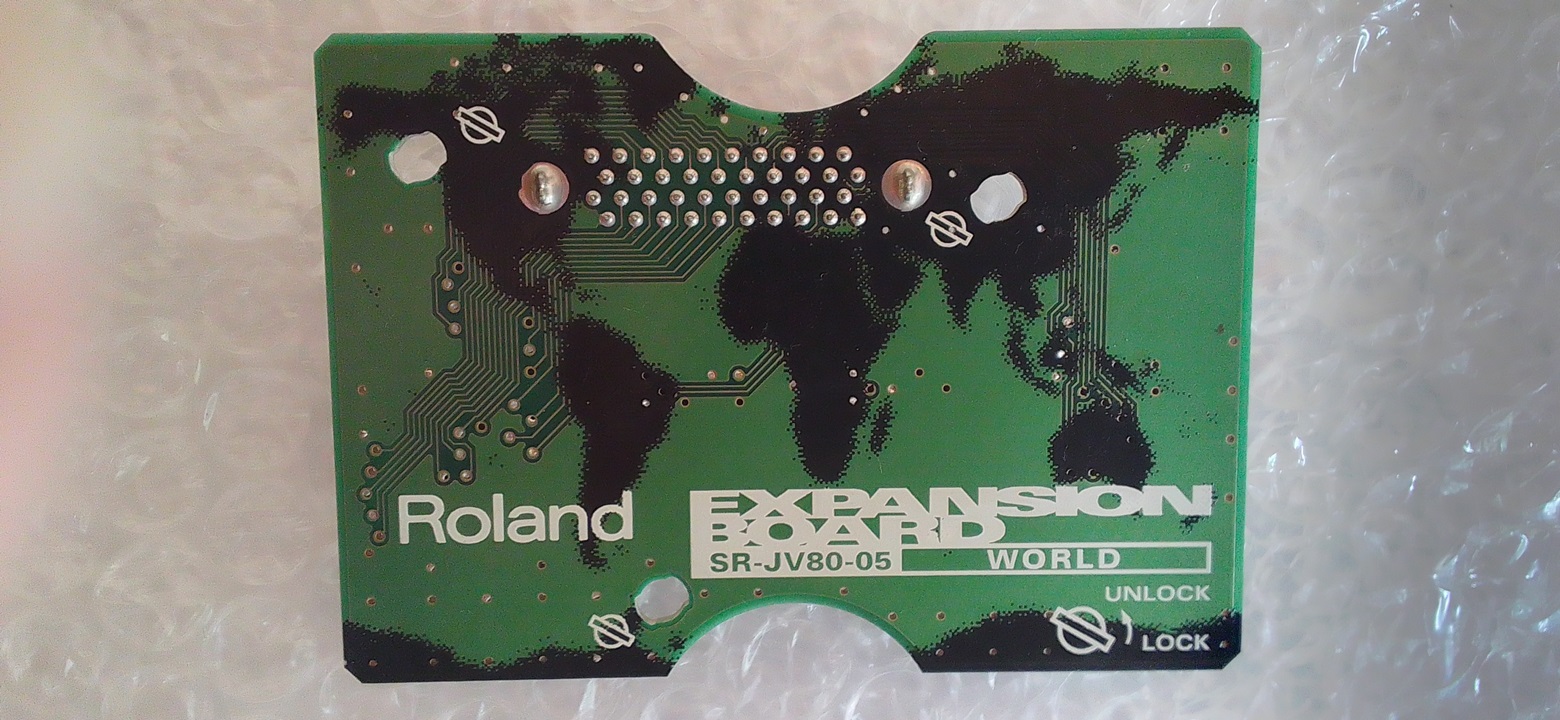 Roland
EXPANSION
BOARD
SR-JV80-05 WORLD
UNLOCK
LOCK